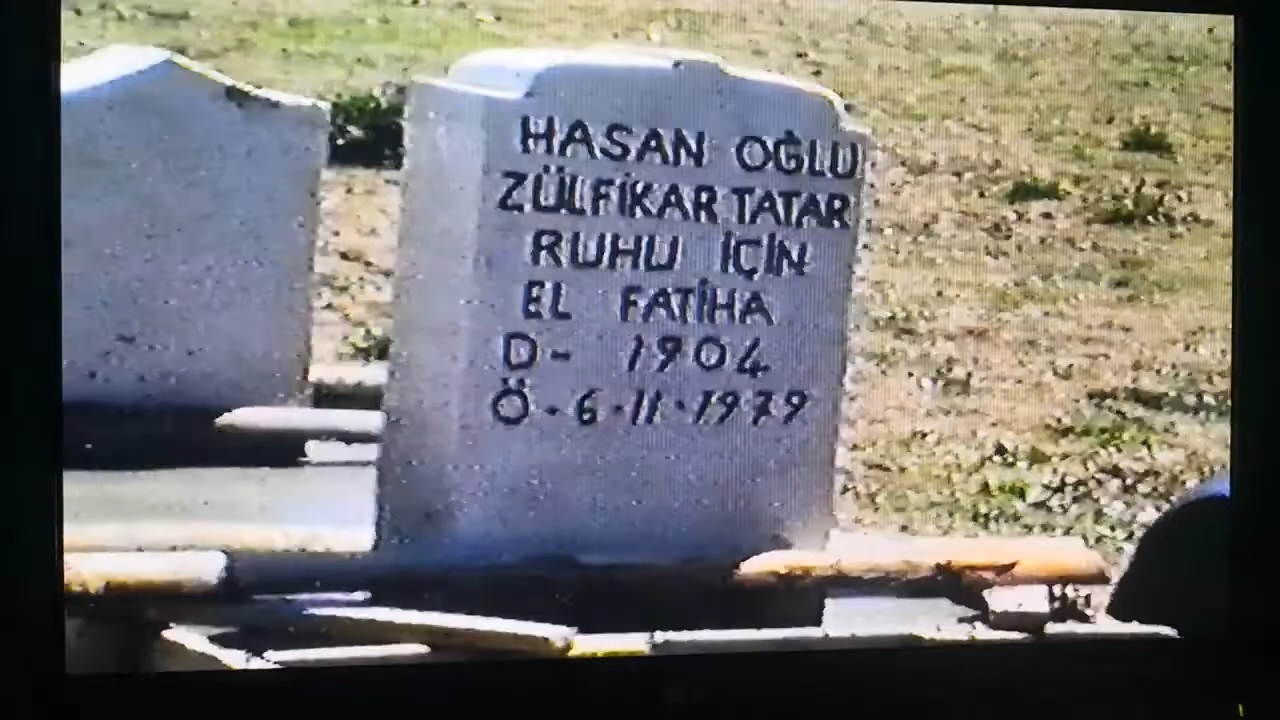 HASAN OĞLU
ZÜLFİKAR TATAR
RUHU İÇİN
EL FATİHA
D- 1904
Ö.6.11.1979